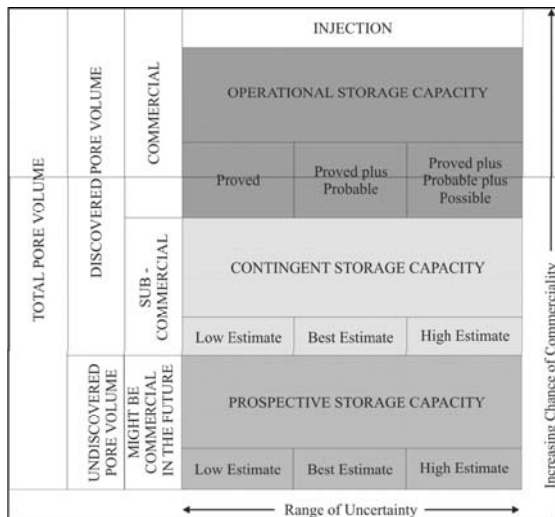 INJECTION
TOTAL PORE VOLUME
DISCOVERED PORE VOLUME
COMMERCIAL
OPERATIONAL STORAGE CAPACITY
Proved
Proved plus
Probable
Proved plus
Probable plus
Possible
SUB -
COMMERCIAL
CONTINGENT STORAGE CAPACITY
Low Estimate
Best Estimate
High Estimate
UNDISCOVERED
PORE VOLUME
MIGHT BE
COMMERCIAL
IN THE FUTURE
PROSPECTIVE STORAGE CAPACITY
Low Estimate
Best Estimate
High Estimate
Range of Uncertainty
Increasing Chance of Commerciality